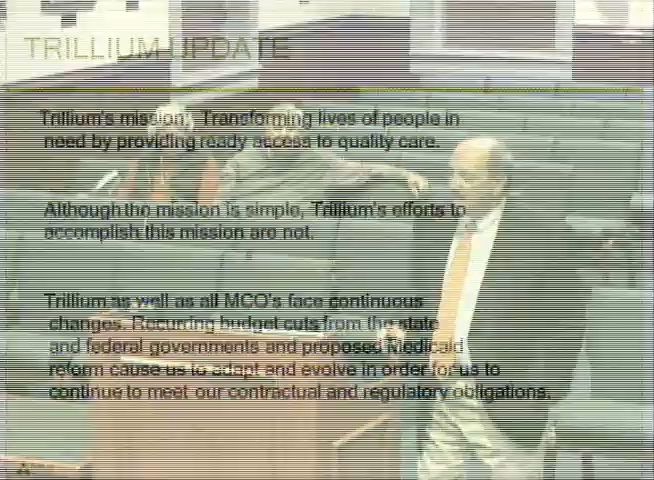 TRILLIUM UPDATE
Trillium's mission: Transforming lives of people in
need by providing ready access to quality care.
Although the mission is simple, Trillium's efforts to
accomplish this mission are not.
Trillium as well as all MCO's face continuous
changes. Recurring budget cuts from the state
and federal governments and proposed Medicaid
reform cause us to adapt and evolve in order for us to
continue to meet our contractual and regulatory obligations.